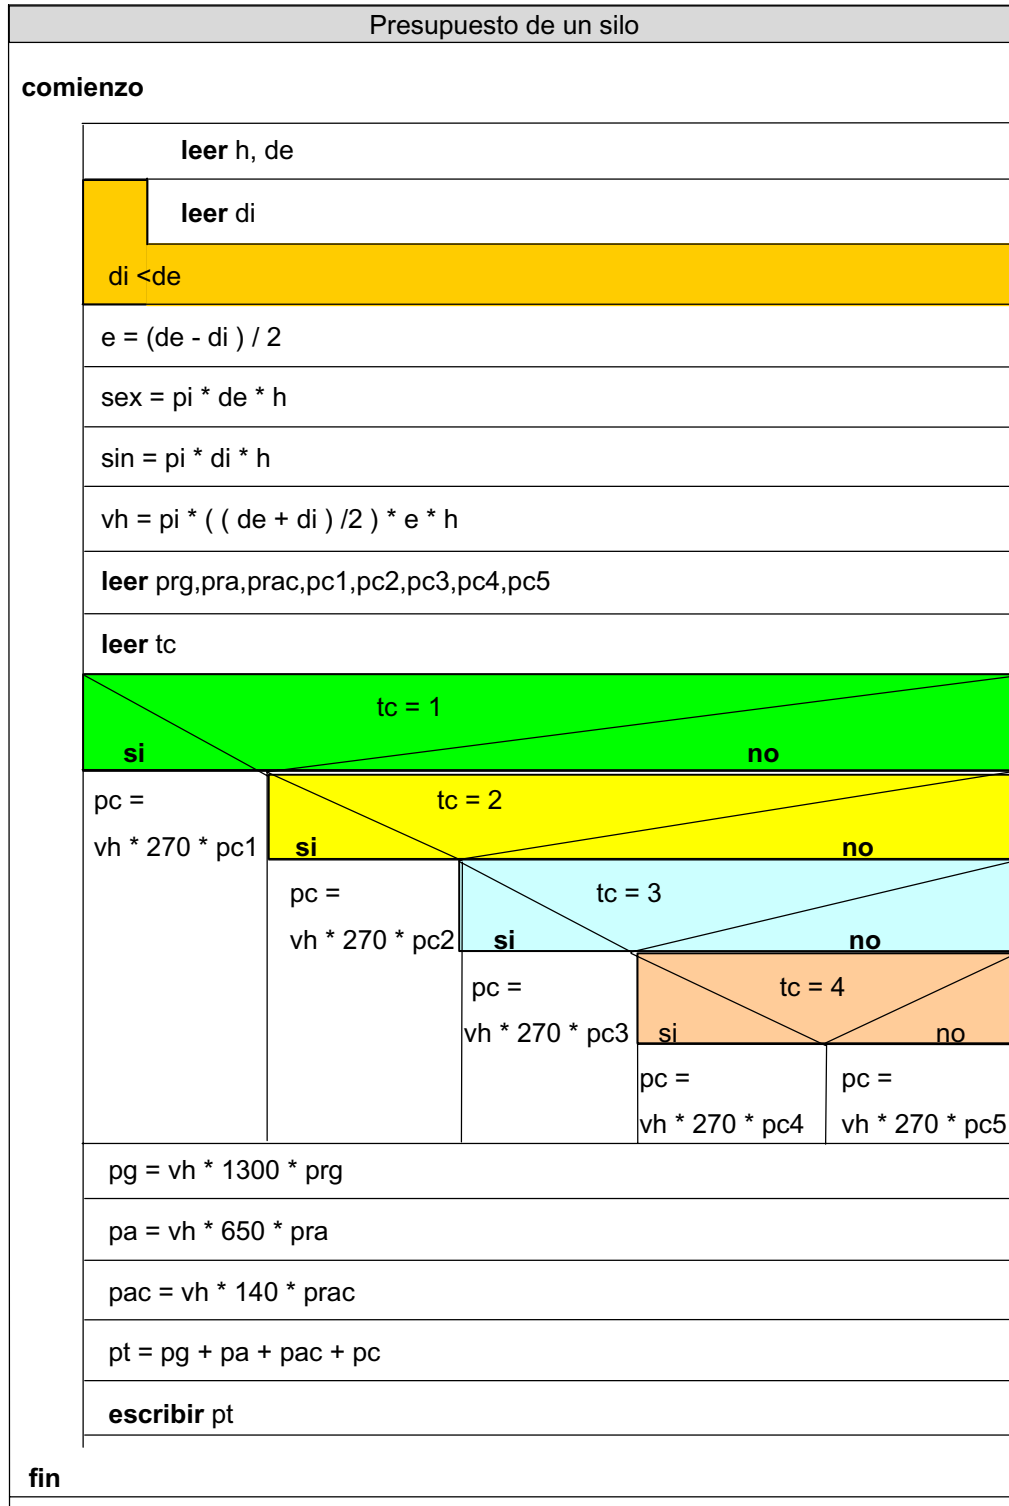 Presupuesto de un silo
comienzo
leer h, de
leer di
di <de
e = (de - di ) / 2
sex = pi * de * h
sin = pi * di * h
vh = pi * ( ( de + di ) /2 ) * e * h
leer prg,pra,prac,pc1,pc2,pc3,pc4,pc5
leer tc
tc = 1
si no
pc =
vh * 270 * pc1
tc = 2
si no
pc =
vh * 270 * pc2
tc = 3
si no
pc =
vh * 270 * pc3
tc = 4
si no
pc =
vh * 270 * pc4
pc =
vh * 270 * pc5
pg = vh * 1300 * prg
pa = vh * 650 * pra
pac = vh * 140 * prac
pt = pg + pa + pac + pc
escribir pt
fin